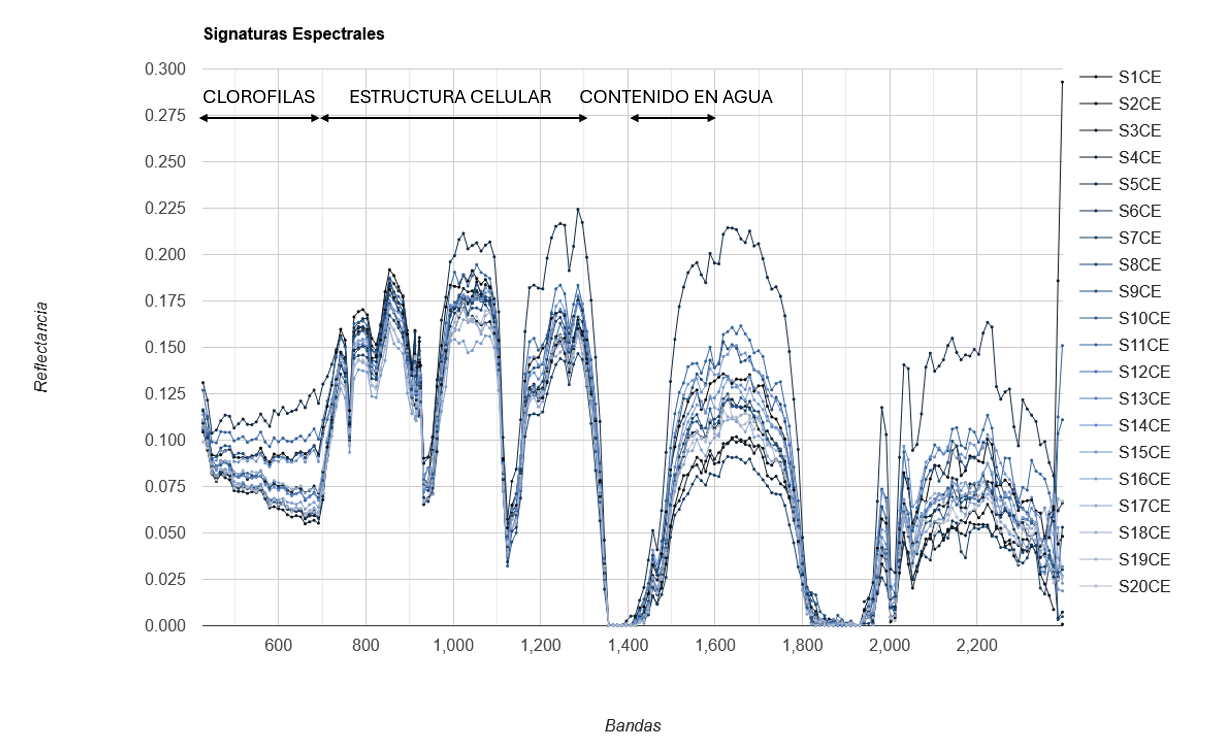 Signaturas Espectrales
0.300
0.275
0.250
0.225
0.200
0.175
0.150
0.125
0.100
0.075
0.050
0.025
0.000
CLOROFILAS ESTRUCTURA CELULAR CONTENIDO EN AGUA
Reflectancia
600 800 1,000 1,200 1,400 1,600 1,800 2,000 2,200
Bandas
S1CE
S2CE
S3CE
S4CE
S5CE
S6CE
S7CE
S8CE
S9CE
S10CE
S11CE
S12CE
S13CE
S14CE
S15CE
S16CE
S17CE
S18CE
S19CE
S20CE